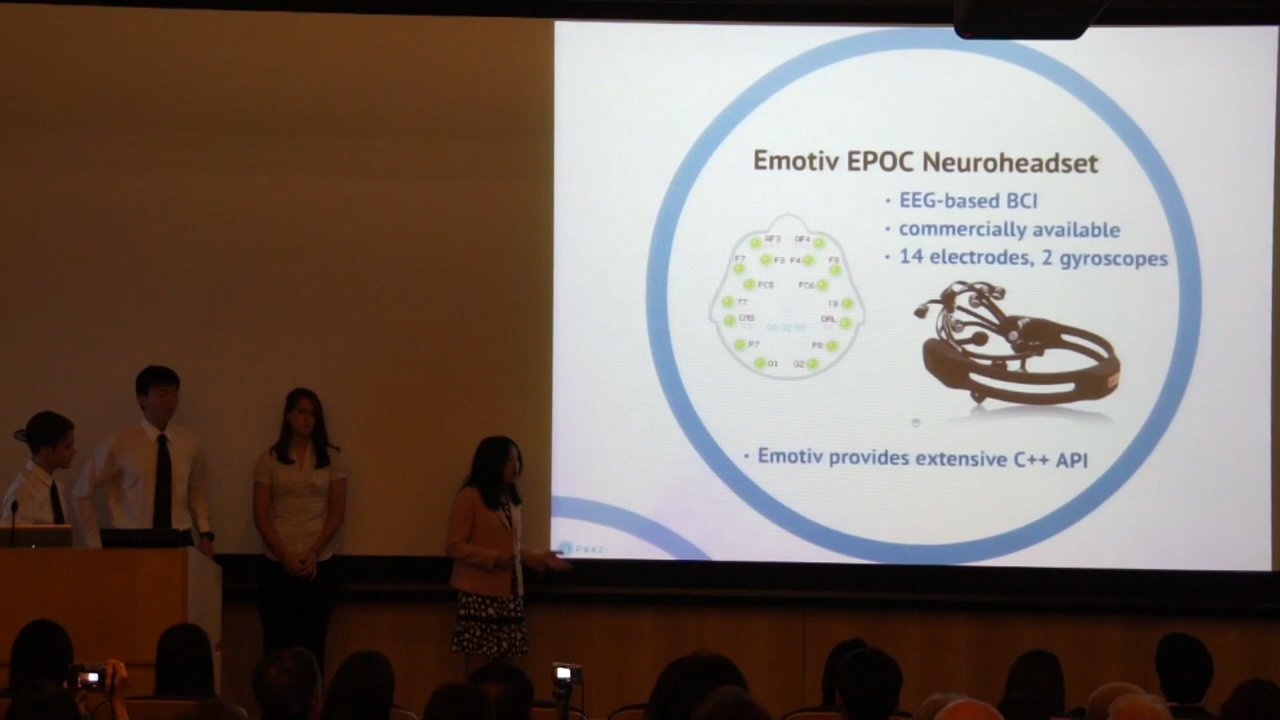 Emotiv EPOC Neuroheadset
• EEG-based BCI
• commercially available
• 14 electrodes, 2 gyroscopes
AF3 AF4
F7 F3 F4 F8
FC5 FC6
T7 T8
CMS DRL
P7 P8
O1 O2
• Emotiv provides extensive C++ API
Prezi